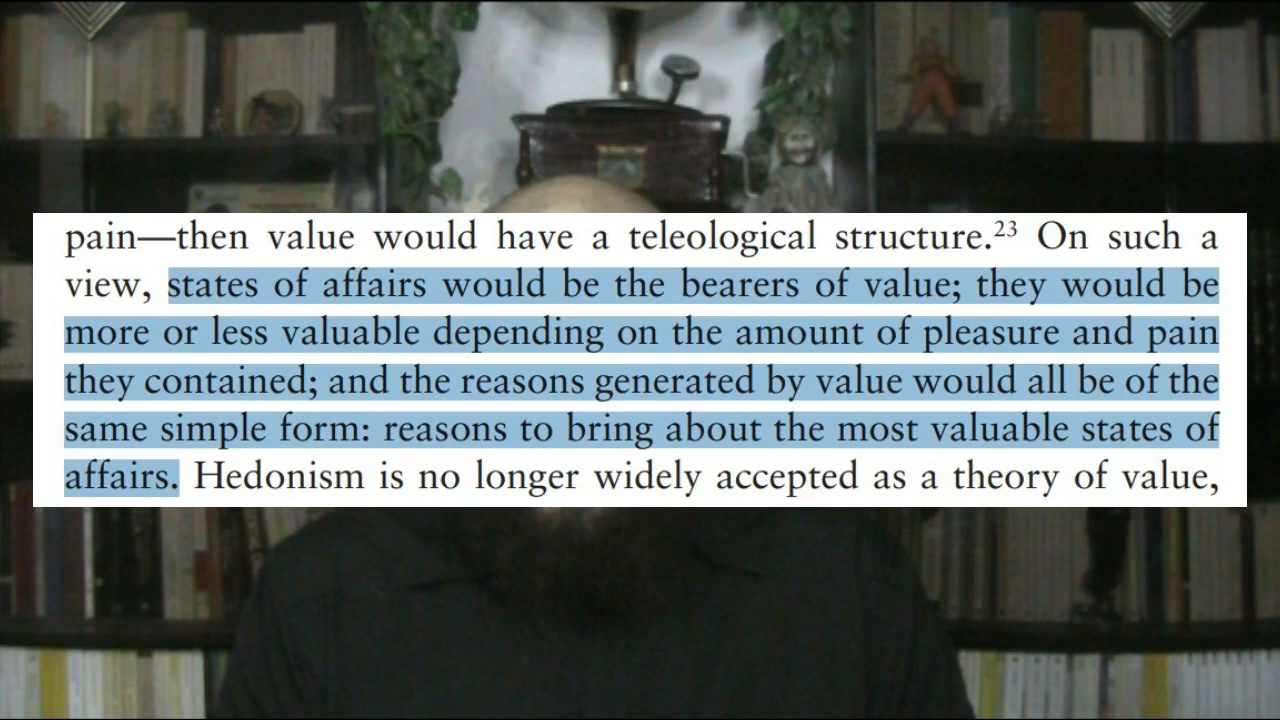 pain—then value would have a teleological structure.23 On such a
view, states of affairs would be the bearers of value; they would be
more or less valuable depending on the amount of pleasure and pain
they contained; and the reasons generated by value would all be of the
same simple form: reasons to bring about the most valuable states of
affairs. Hedonism is no longer widely accepted as a theory of value,